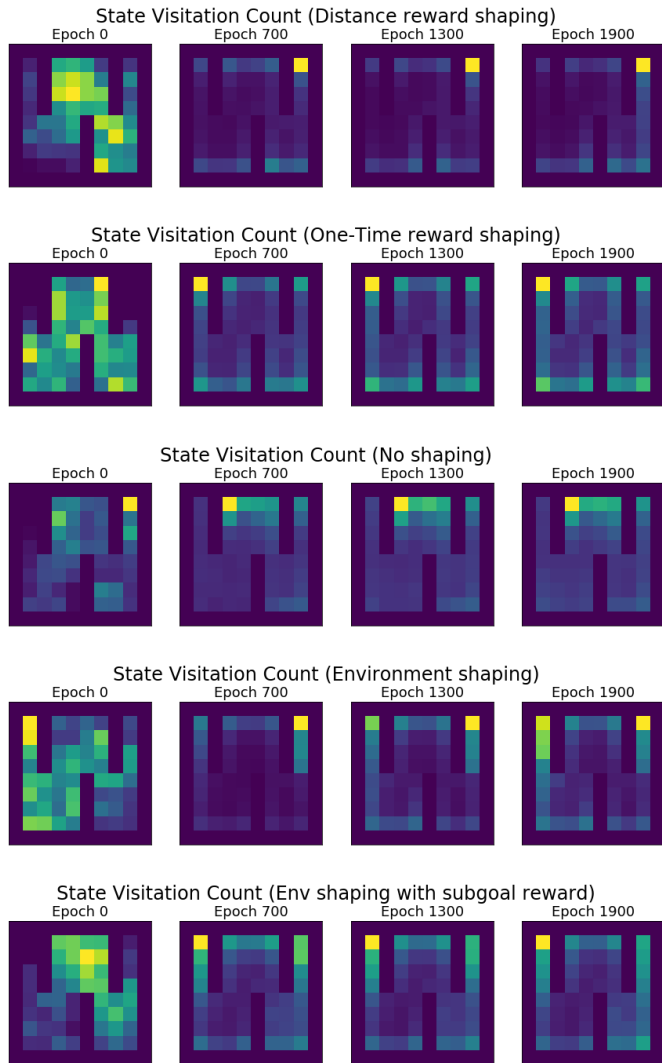 State Visitation Count (Distance reward shaping)
Epoch 0 Epoch 700 Epoch 1300 Epoch 1900
State Visitation Count (One-Time reward shaping)
Epoch 0 Epoch 700 Epoch 1300 Epoch 1900
State Visitation Count (No shaping)
Epoch 0 Epoch 700 Epoch 1300 Epoch 1900
State Visitation Count (Environment shaping)
Epoch 0 Epoch 700 Epoch 1300 Epoch 1900
State Visitation Count (Env shaping with subgoal reward)
Epoch 0 Epoch 700 Epoch 1300 Epoch 1900